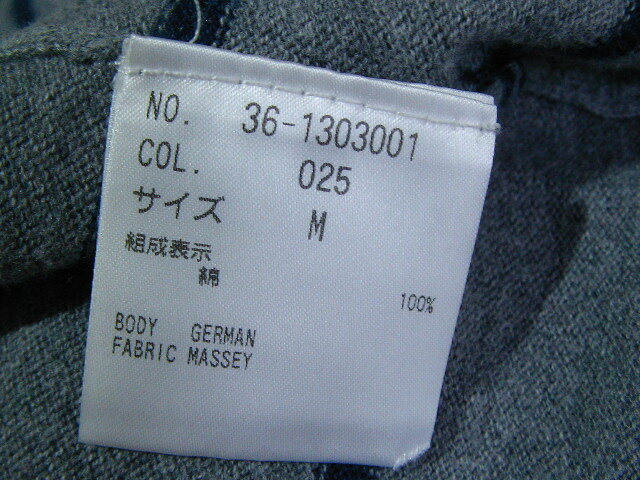 NO. 36-1303001
COL. 025
サイズ M
組成表示
綿 100%
BODY GERMAN
FABRIC MASSEY